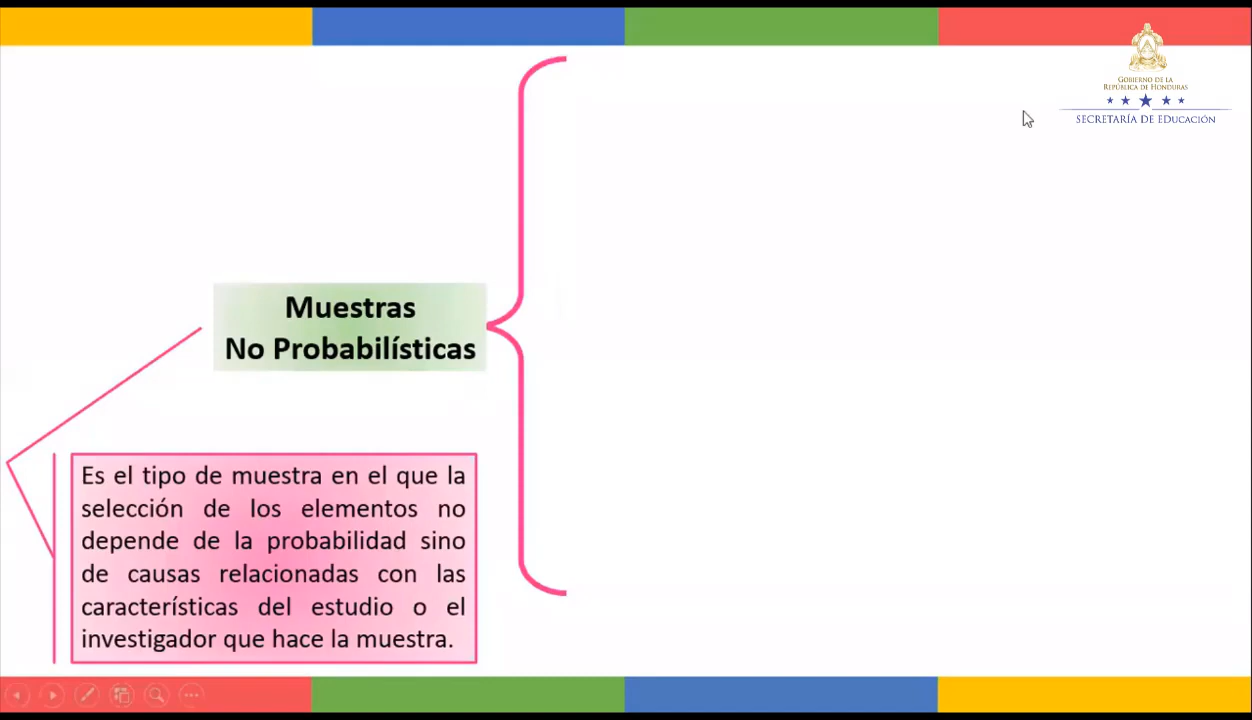 GOBIERNO DE LA
REPÚBLICA DE HONDURAS
SECRETARÍA DE EDUCACIÓN
Muestras
No Probabilísticas
Es el tipo de muestra en el que la
selección de los elementos no
depende de la probabilidad sino
de causas relacionadas con las
características del estudio o el
investigador que hace la muestra.